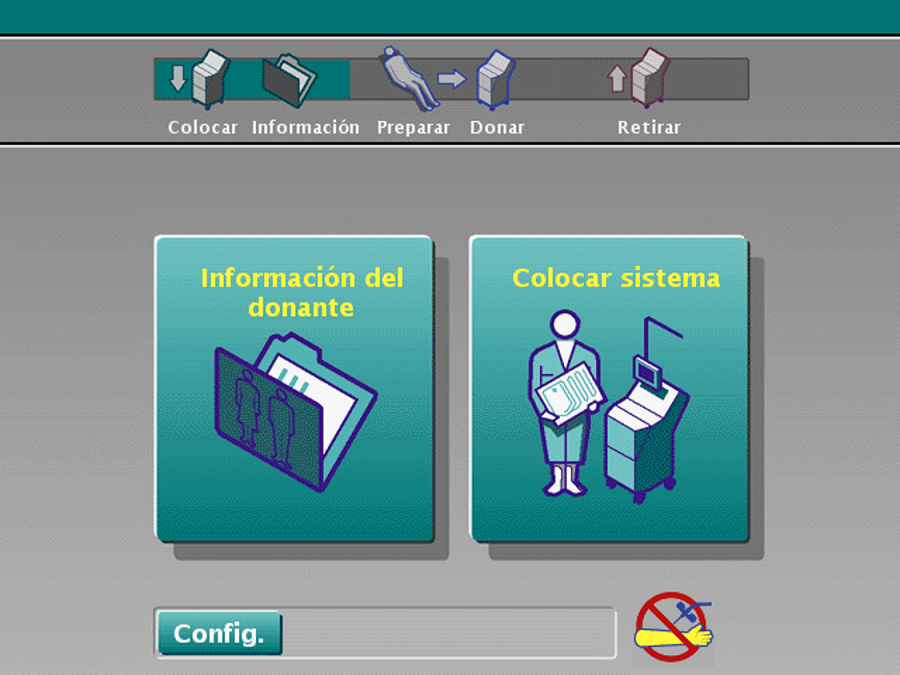 Colocar Información Preparar Donar Retirar
Información del
donante
Colocar sistema
Config.